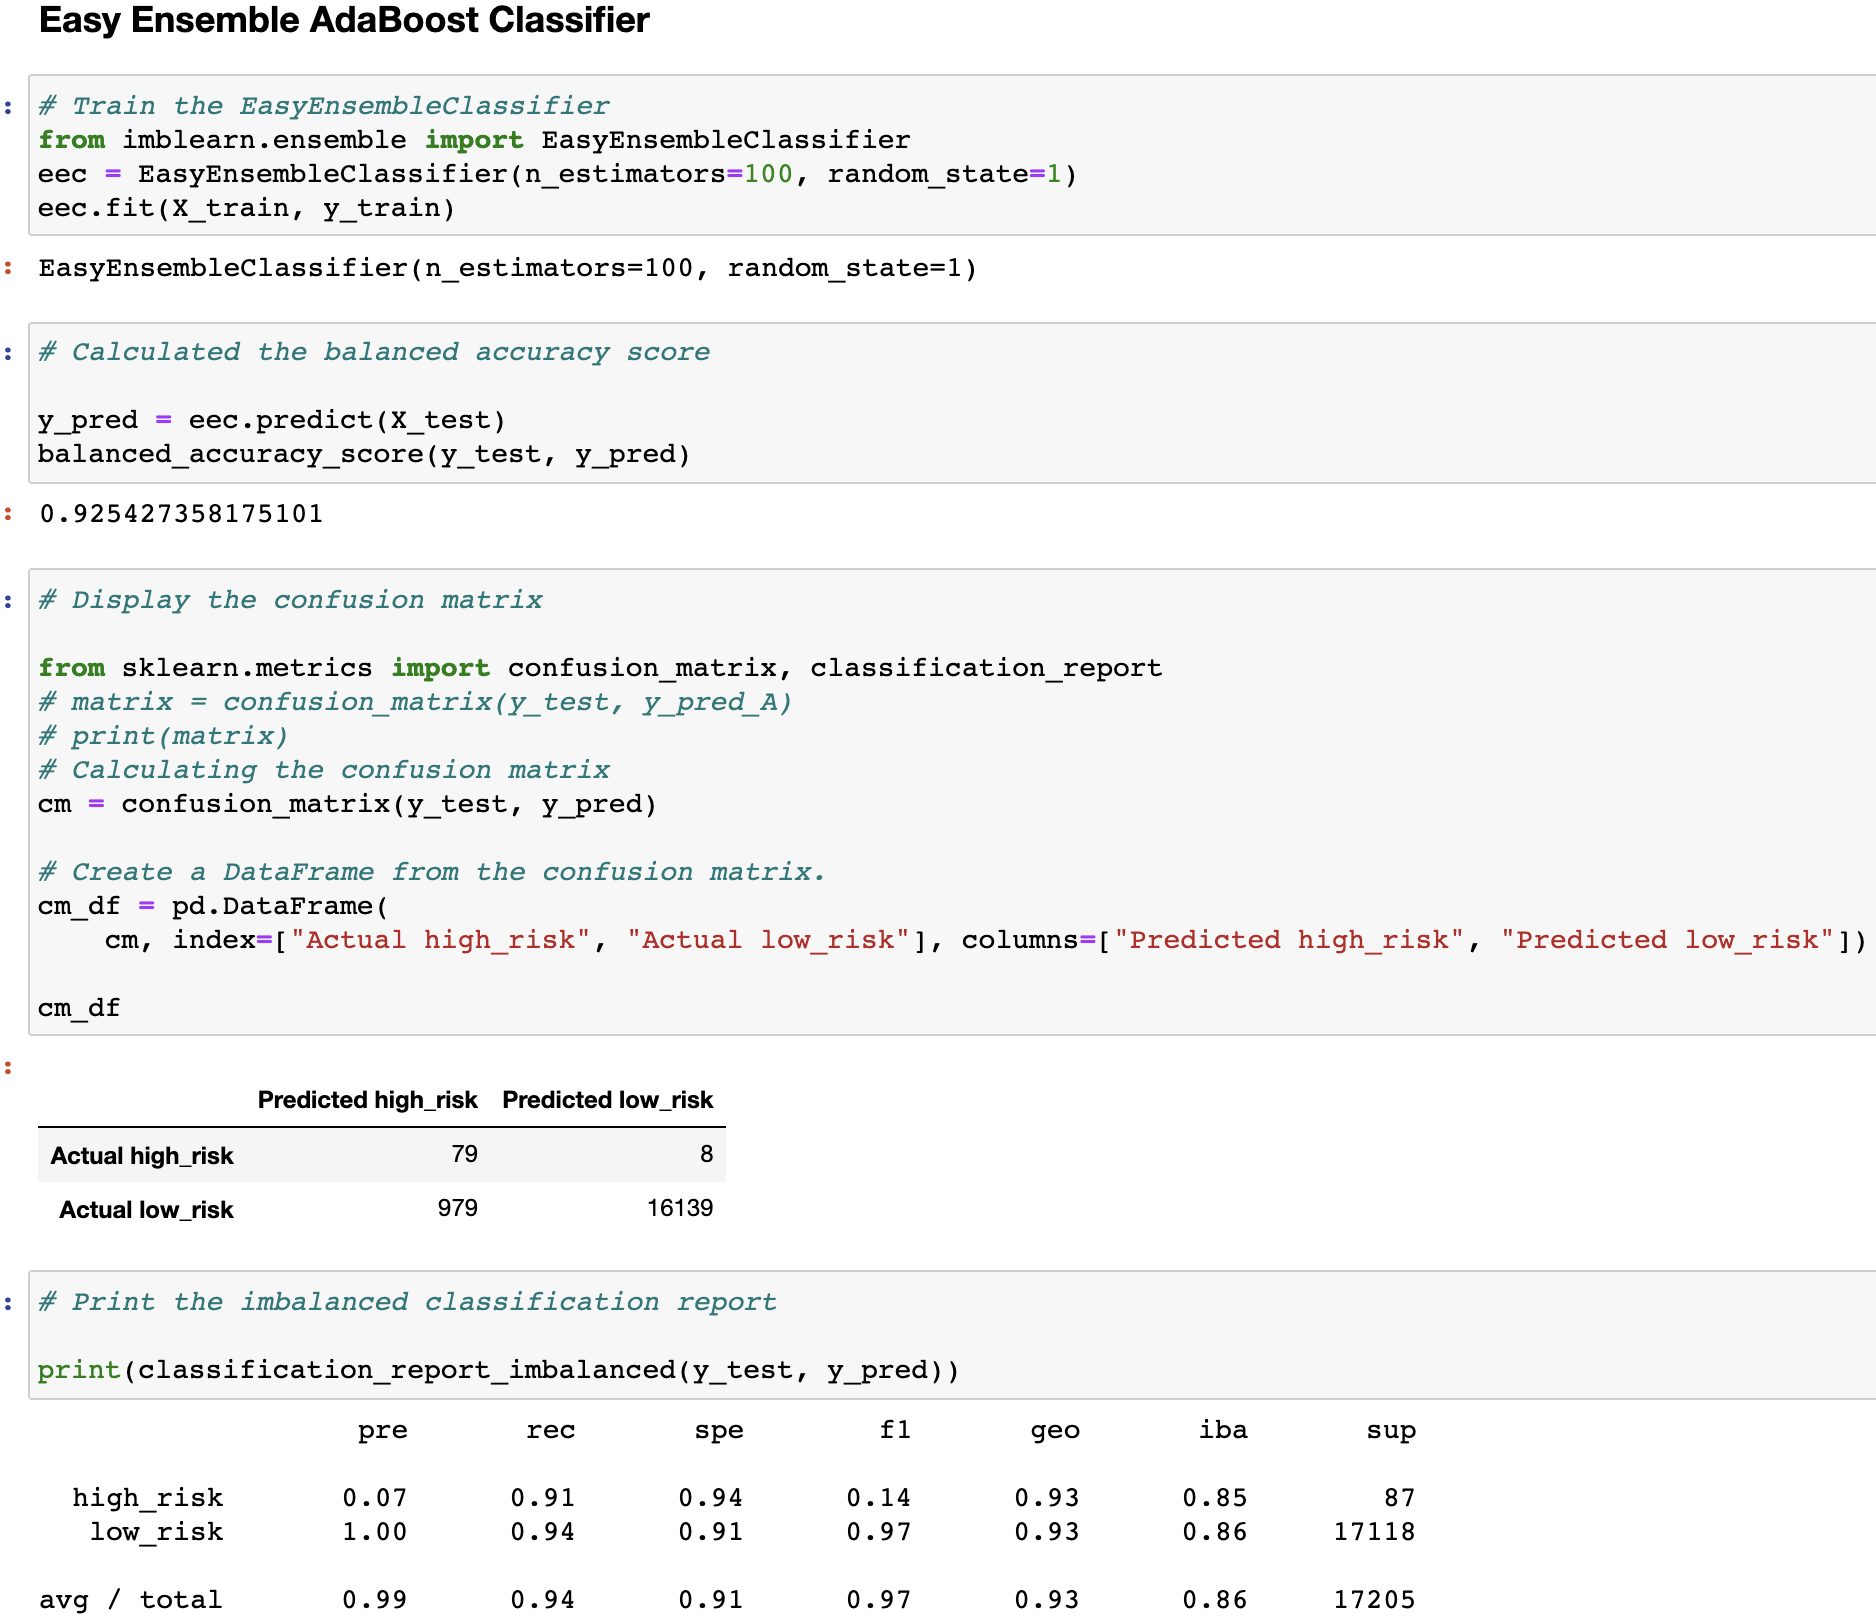 Easy Ensemble AdaBoost Classifier
: # Train the EasyEnsembleClassifier
from imblearn.ensemble import EasyEnsembleClassifier
eec = EasyEnsembleClassifier(n_estimators=100, random_state=1)
eec.fit(X_train, y_train)
: EasyEnsembleClassifier(n_estimators=100, random_state=1)
: # Calculated the balanced accuracy score
y_pred = eec.predict(X_test)
balanced_accuracy_score(y_test, y_pred)
: 0.925427358175101
: # Display the confusion matrix
from sklearn.metrics import confusion_matrix, classification_report
# matrix = confusion_matrix(y_test, y_pred_A)
# print(matrix)
# Calculating the confusion matrix
cm = confusion_matrix(y_test, y_pred)
# Create a DataFrame from the confusion matrix.
cm_df = pd.DataFrame(
    cm, index=["Actual high_risk", "Actual low_risk"], columns=["Predicted high_risk", "Predicted low_risk"])
cm_df
:
Predicted high_risk Predicted low_risk
Actual high_risk 79 8
Actual low_risk 979 16139
: # Print the imbalanced classification report
print(classification_report_imbalanced(y_test, y_pred))
pre rec spe f1 geo iba sup
high_risk 0.07 0.91 0.94 0.14 0.93 0.85 87
low_risk 1.00 0.94 0.91 0.97 0.93 0.86 17118
avg / total 0.99 0.94 0.91 0.97 0.93 0.86 17205